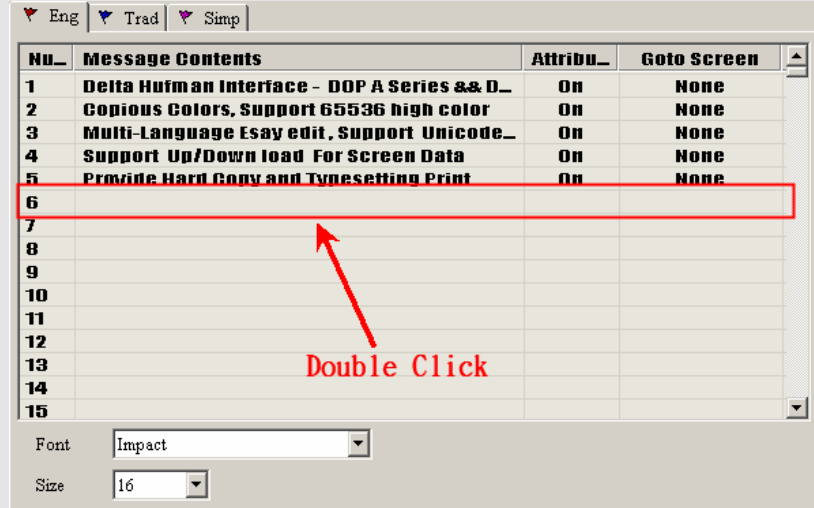 Eng Trad Simp
Nu... Message Contents Attribu... Goto Screen
1 Delta Hufman Interface - DOP A Series && D... On None
2 Copious Colors, Support 65536 high color On None
3 Multi-Language Esay edit, Support Unicode... On None
4 Support Up/Down load For Screen Data On None
5 Provide Hard Copy and Typesetting Print On None
6
7
8
9
10
11
12
13
Double Click
14
15
Font Impact
Size 16